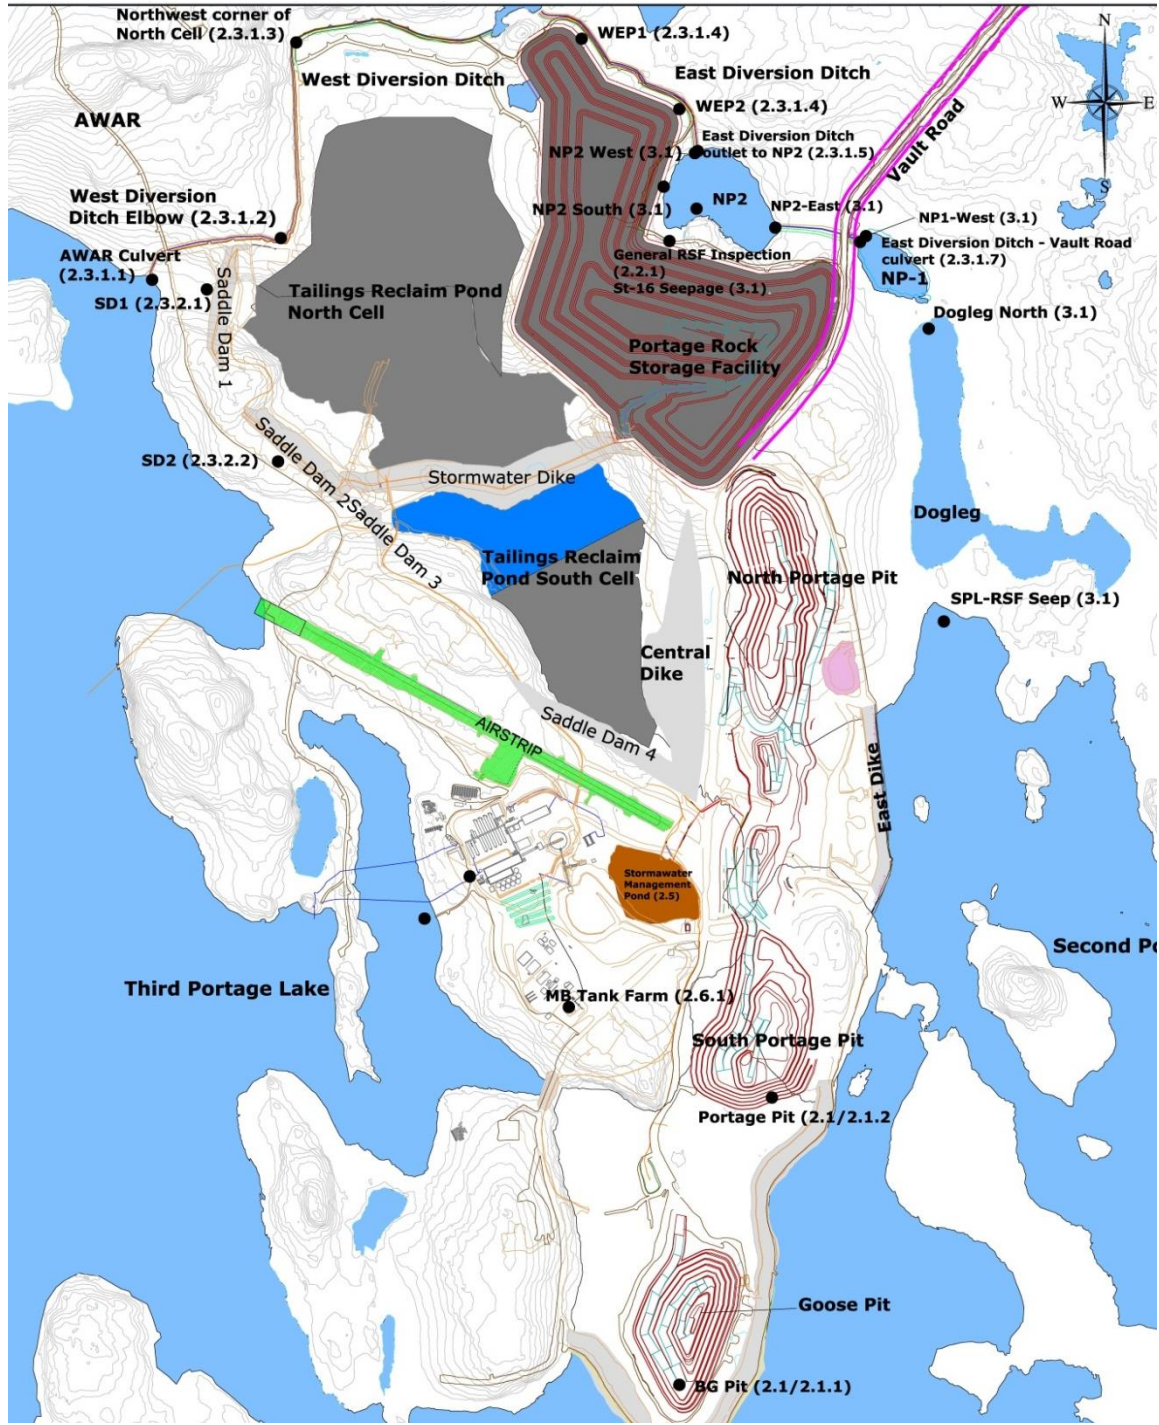 Northwest corner of
North Cell (2.3.1.3)
WEP1 (2.3.1.4)
N
W
E
S
West Diversion Ditch
East Diversion Ditch
AWAR
WEP2 (2.3.1.4)
East Diversion Ditch
outlet to NP2 (2.3.1.5)
NP2 West (3.1)
Vault Road
West Diversion
Ditch Elbow (2.3.1.2)
NP2 South (3.1)
NP2
NP2-East (3.1)
NP1-West (3.1)
East Diversion Ditch - Vault Road
culvert (2.3.1.7)
NP-1
AWAR Culvert
(2.3.1.1)
General RSF Inspection
(2.2.1)
St-16 Seepage (3.1)
SD1 (2.3.2.1)
Saddle Dam 1
Tailings Reclaim Pond
North Cell
Dogleg North (3.1)
Portage Rock
Storage Facility
SD2 (2.3.2.2)
Saddle Dam 2
Stormwater Dike
Saddle Dam 3
Dogleg
Tailings Reclaim
Pond South Cell
North Portage Pit
SPL-RSF Seep (3.1)
Central
Dike
Saddle Dam 4
AIRSTRIP
East Dike
Stormawater
Management
Pond (2.5)
Second Po
Third Portage Lake
MB Tank Farm (2.6.1)
South Portage Pit
Portage Pit (2.1/2.1.2
Goose Pit
BG Pit (2.1/2.1.1)